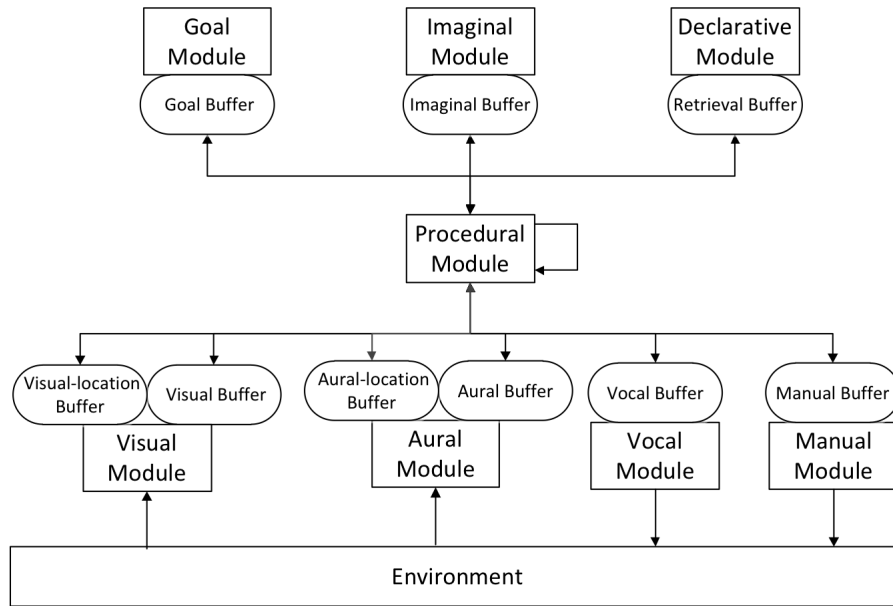 Goal
Module
Goal Buffer
Imaginal
Module
Imaginal Buffer
Declarative
Module
Retrieval Buffer
Procedural
Module
Visual-location
Buffer
Visual Buffer
Visual
Module
Aural-location
Buffer
Aural Buffer
Aural
Module
Vocal Buffer
Vocal
Module
Manual Buffer
Manual
Module
Environment